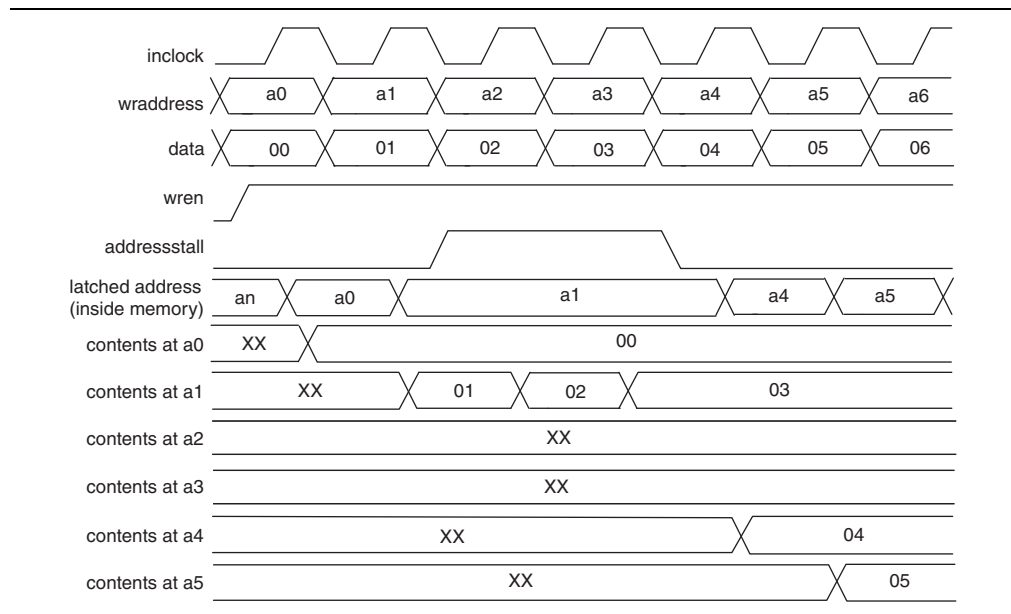 inclock
wraddress a0 a1 a2 a3 a4 a5 a6
data 00 01 02 03 04 05 06
wren
addressstall
latched address
(inside memory) an a0 a1 a4 a5
contents at a0 XX 00
contents at a1 XX 01 02 03
contents at a2 XX
contents at a3 XX
contents at a4 XX 04
contents at a5 XX 05